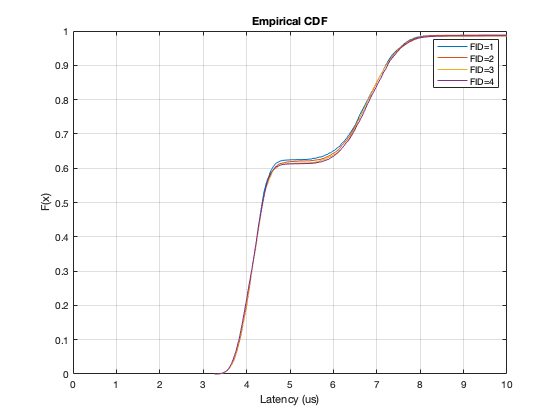 Empirical CDF
1
0.9
0.8
0.7
0.6
0.5
0.4
0.3
0.2
0.1
0
F(x)
FID=1
FID=2
FID=3
FID=4
0 1 2 3 4 5 6 7 8 9 10
Latency (us)